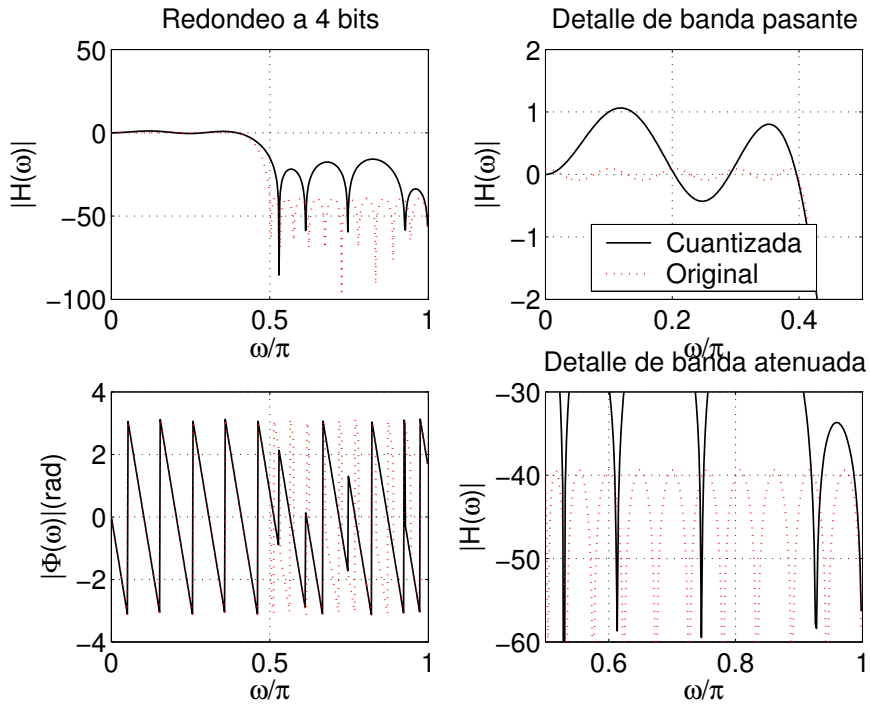 Redondeo a 4 bits
50
0
−50
−100
|H(ω)|
0
0.5
1
ω/π
Detalle de banda pasante
2
1
0
−1
−2
|H(ω)|
Cuantizada
Original
0
0.2
0.4
ω/π
4
2
0
−2
−4
|Φ(ω)|(rad)
0
0.5
1
ω/π
Detalle de banda atenuada
−30
−40
−50
−60
|H(ω)|
0.6
0.8
1
ω/π